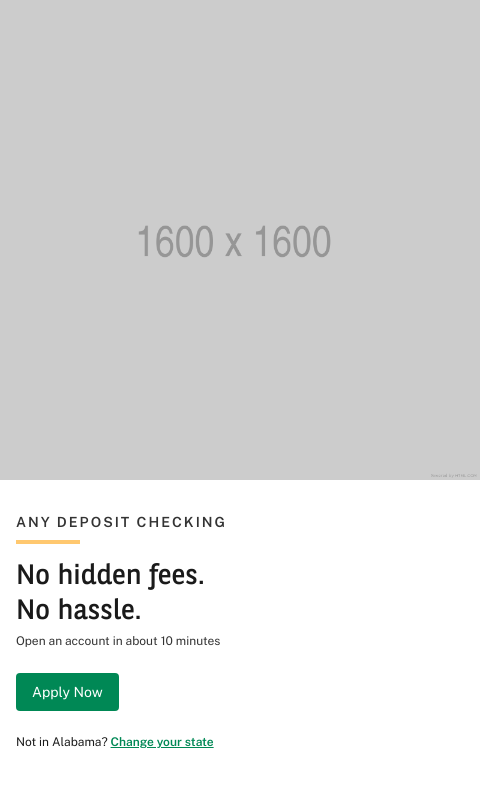 1600 x 1600
ANY DEPOSIT CHECKING
No hidden fees.
No hassle.
Open an account in about 10 minutes
Apply Now
Not in Alabama? Change your state